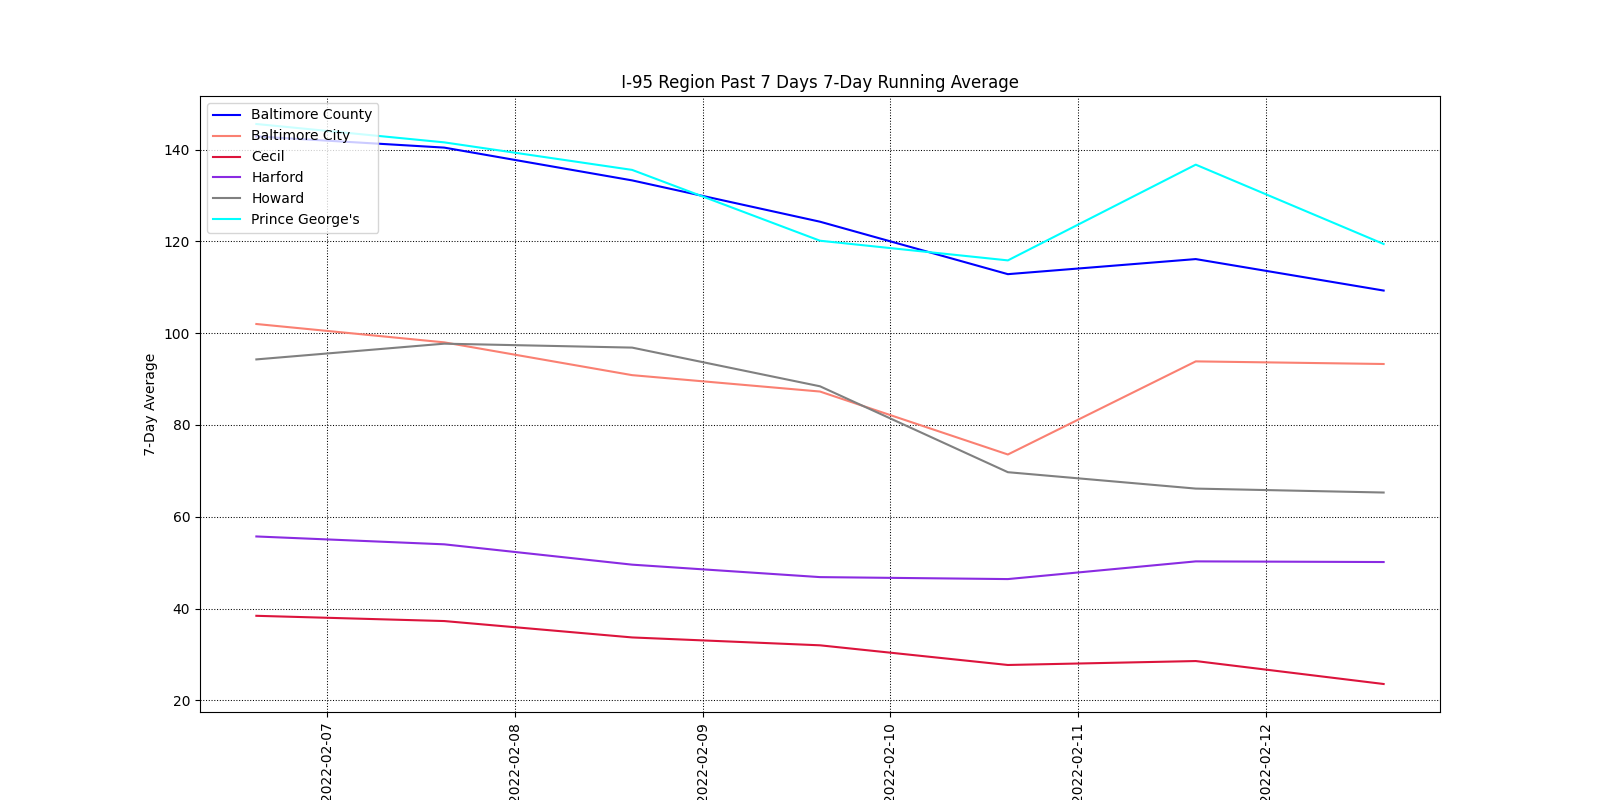 I-95 Region Past 7 Days 7-Day Running Average
Baltimore County
Baltimore City
Cecil
Harford
Howard
Prince George's
7-Day Average
140
120
100
80
60
40
20
2022-02-07
2022-02-08
2022-02-09
2022-02-10
2022-02-11
2022-02-12